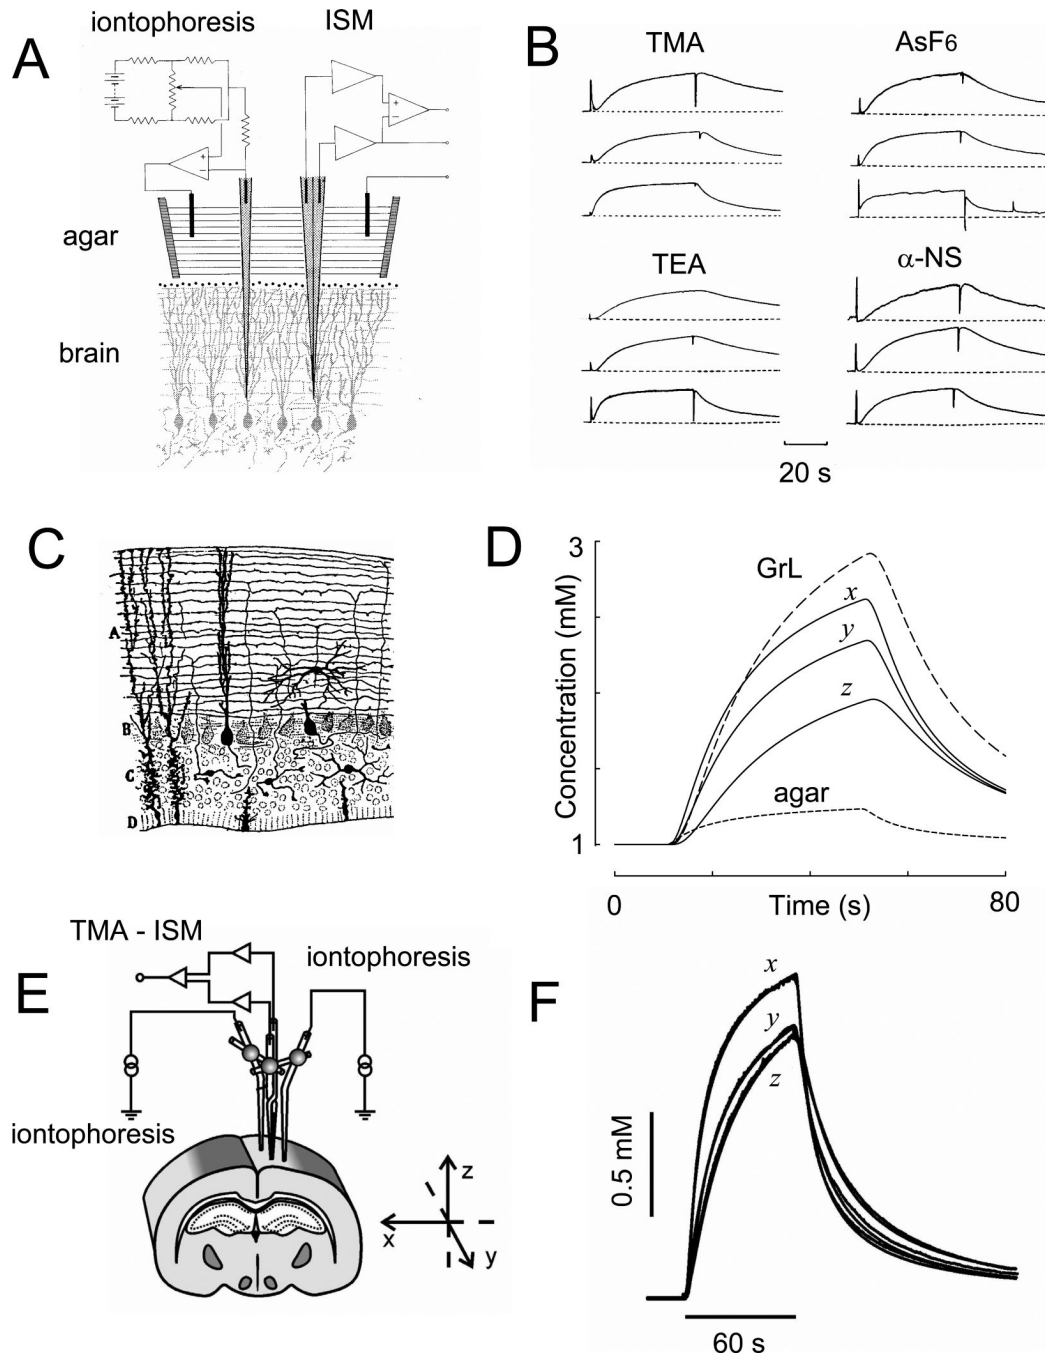 A
iontophoresis
ISM
+
−
+
−
agar
brain
B
TMA
AsF6
TEA
α-NS
20 s
C
A
B
C
D
D
3
Concentration (mM)
1
GrL
x
y
z
agar
0
Time (s)
80
E
TMA - ISM
iontophoresis
iontophoresis
z
x
y
F
x
y
z
0.5 mM
60 s